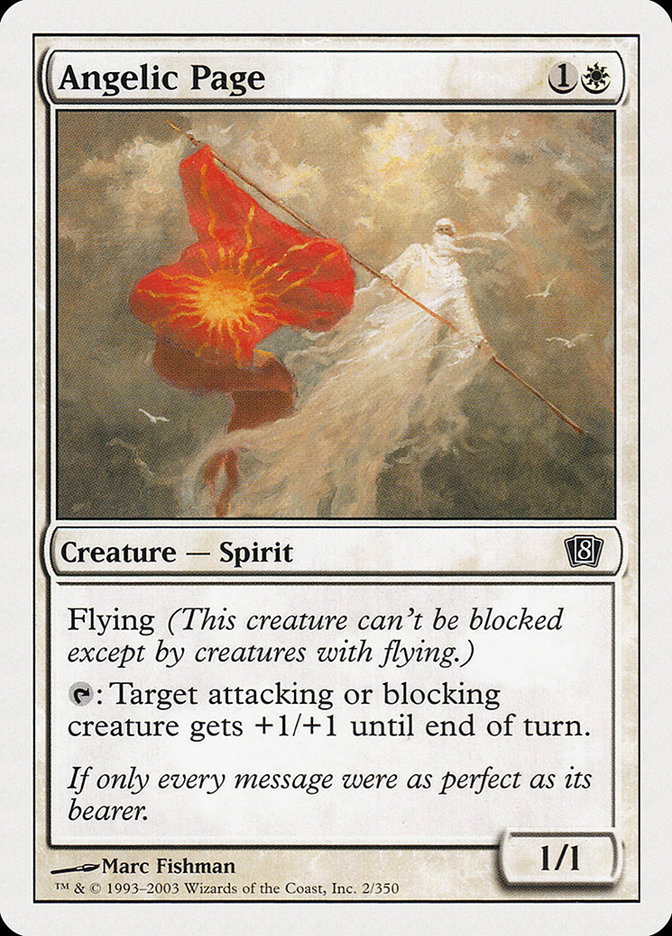 Angelic Page 1
Creature — Spirit 8
Flying (This creature can't be blocked
except by creatures with flying.)
: Target attacking or blocking
creature gets +1/+1 until end of turn.
If only every message were as perfect as its
bearer.
1/1
Marc Fishman
™ & © 1993–2003 Wizards of the Coast, Inc. 2/350